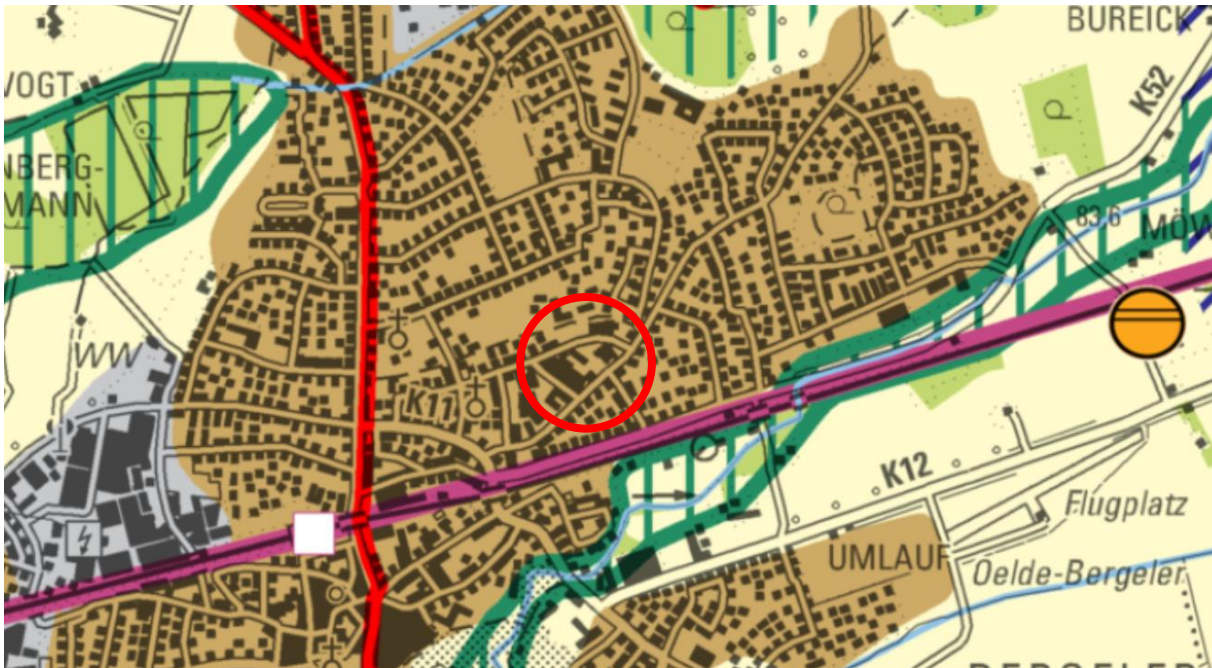 BUREICK
VOGT
K52
NBERG-
MANN
83,6
MÖW
WW
K11
K12
Flugplatz
UMLAUF
Oelde-Bergeler